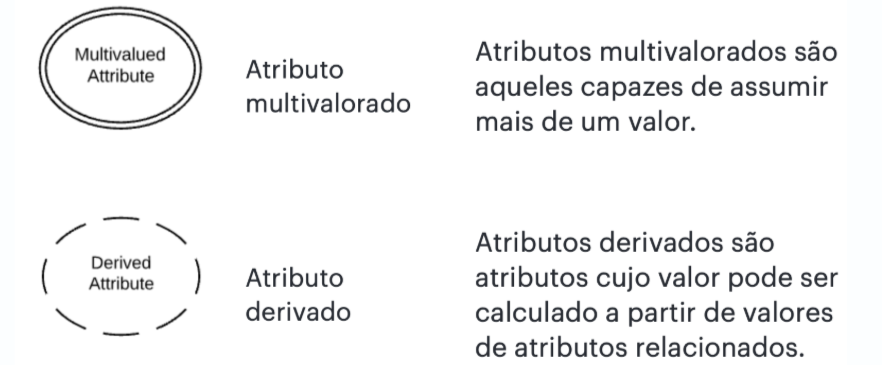 Multivalued
Attribute
Atributo
multivalorado
Atributos multivalorados são
aqueles capazes de assumir
mais de um valor.
Derived
Attribute
Atributo
derivado
Atributos derivados são
atributos cujo valor pode ser
calculado a partir de valores
de atributos relacionados.